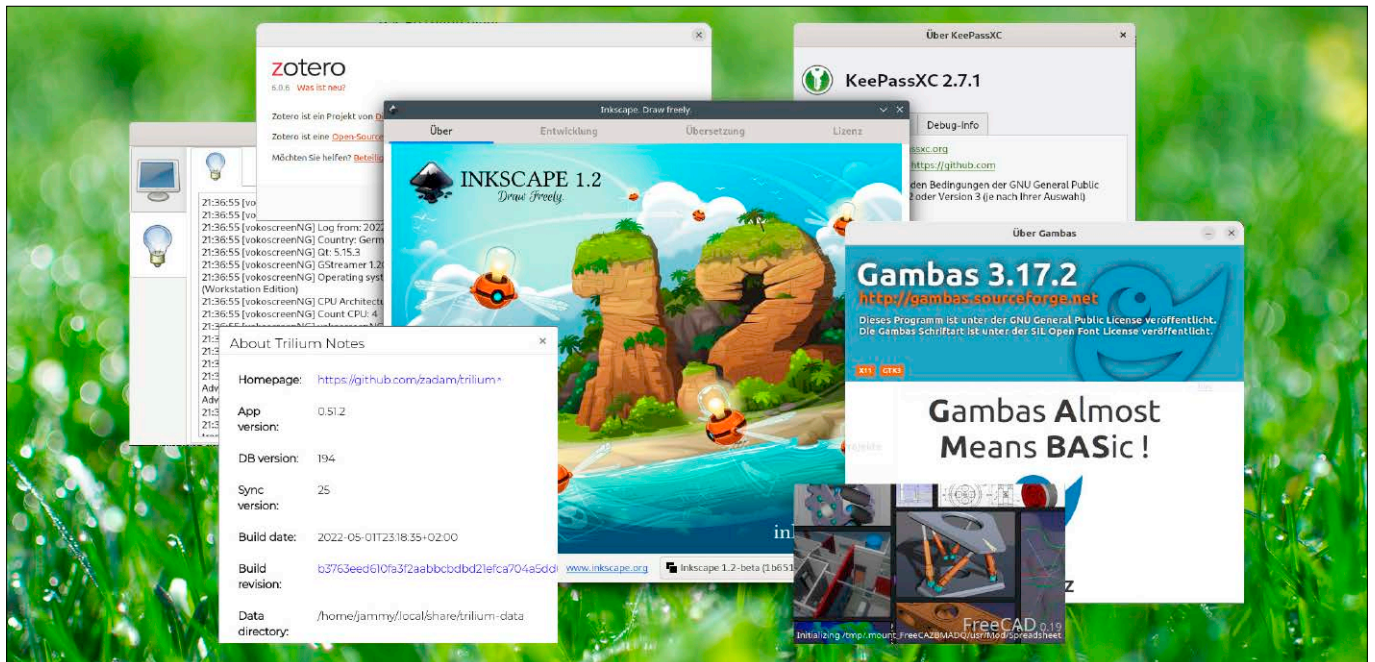 zotero
6.0.6 Was ist neu?
Zotero ist ein Projekt von
Zotero ist eine Open-Source
Möchten Sie helfen?
Über KeePassXC
KeePassXC 2.7.1
Debug-Info
https://github.com
den Bedingungen der GNU General Public
2 oder Version 3 (je nach Ihrer Auswahl)
Inkscape. Draw freely.
Über Entwicklung Übersetzung Lizenz
INKSCAPE 1.2
Draw Freely.
1.2
www.inkscape.org Inkscape 1.2-beta (1b651
21:36:55
21:36:55
21:36:55 [vokoscreenNG] Log from:
21:36:55 [vokoscreenNG] Country:
21:36:55 [vokoscreenNG] Qt: 5.15.3
21:36:55 [vokoscreenNG] GStreamer
21:36:55 [vokoscreenNG] Operating
(Workstation Edition)
21:36:55 [vokoscreenNG] CPU
21:36:55 [vokoscreenNG] Count CPU: 4
About Trilium Notes
Homepage: https://github.com/zadam/trilium
App version: 0.51.2
DB version: 194
Sync version: 25
Build date: 2022-05-01T23:18:35+02:00
Build revision: b3763eed610fa3f2aabbcbdbd21efca704a5dd
Data directory: /home/jammy/.local/share/trilium-data
Über Gambas
Gambas 3.17.2
http://gambas.sourceforge.net
Dieses Programm ist unter der GNU General Public License veröffentlicht.
Die Gambas Schriftart ist unter der SIL Open Font License veröffentlicht.
X11 GTK3
Gambas Almost
Means BASic !
FreeCAD 0.19
Initializing /tmp/.mount_FreeCAZBMADQ/usr/Mod/Spreadsheet